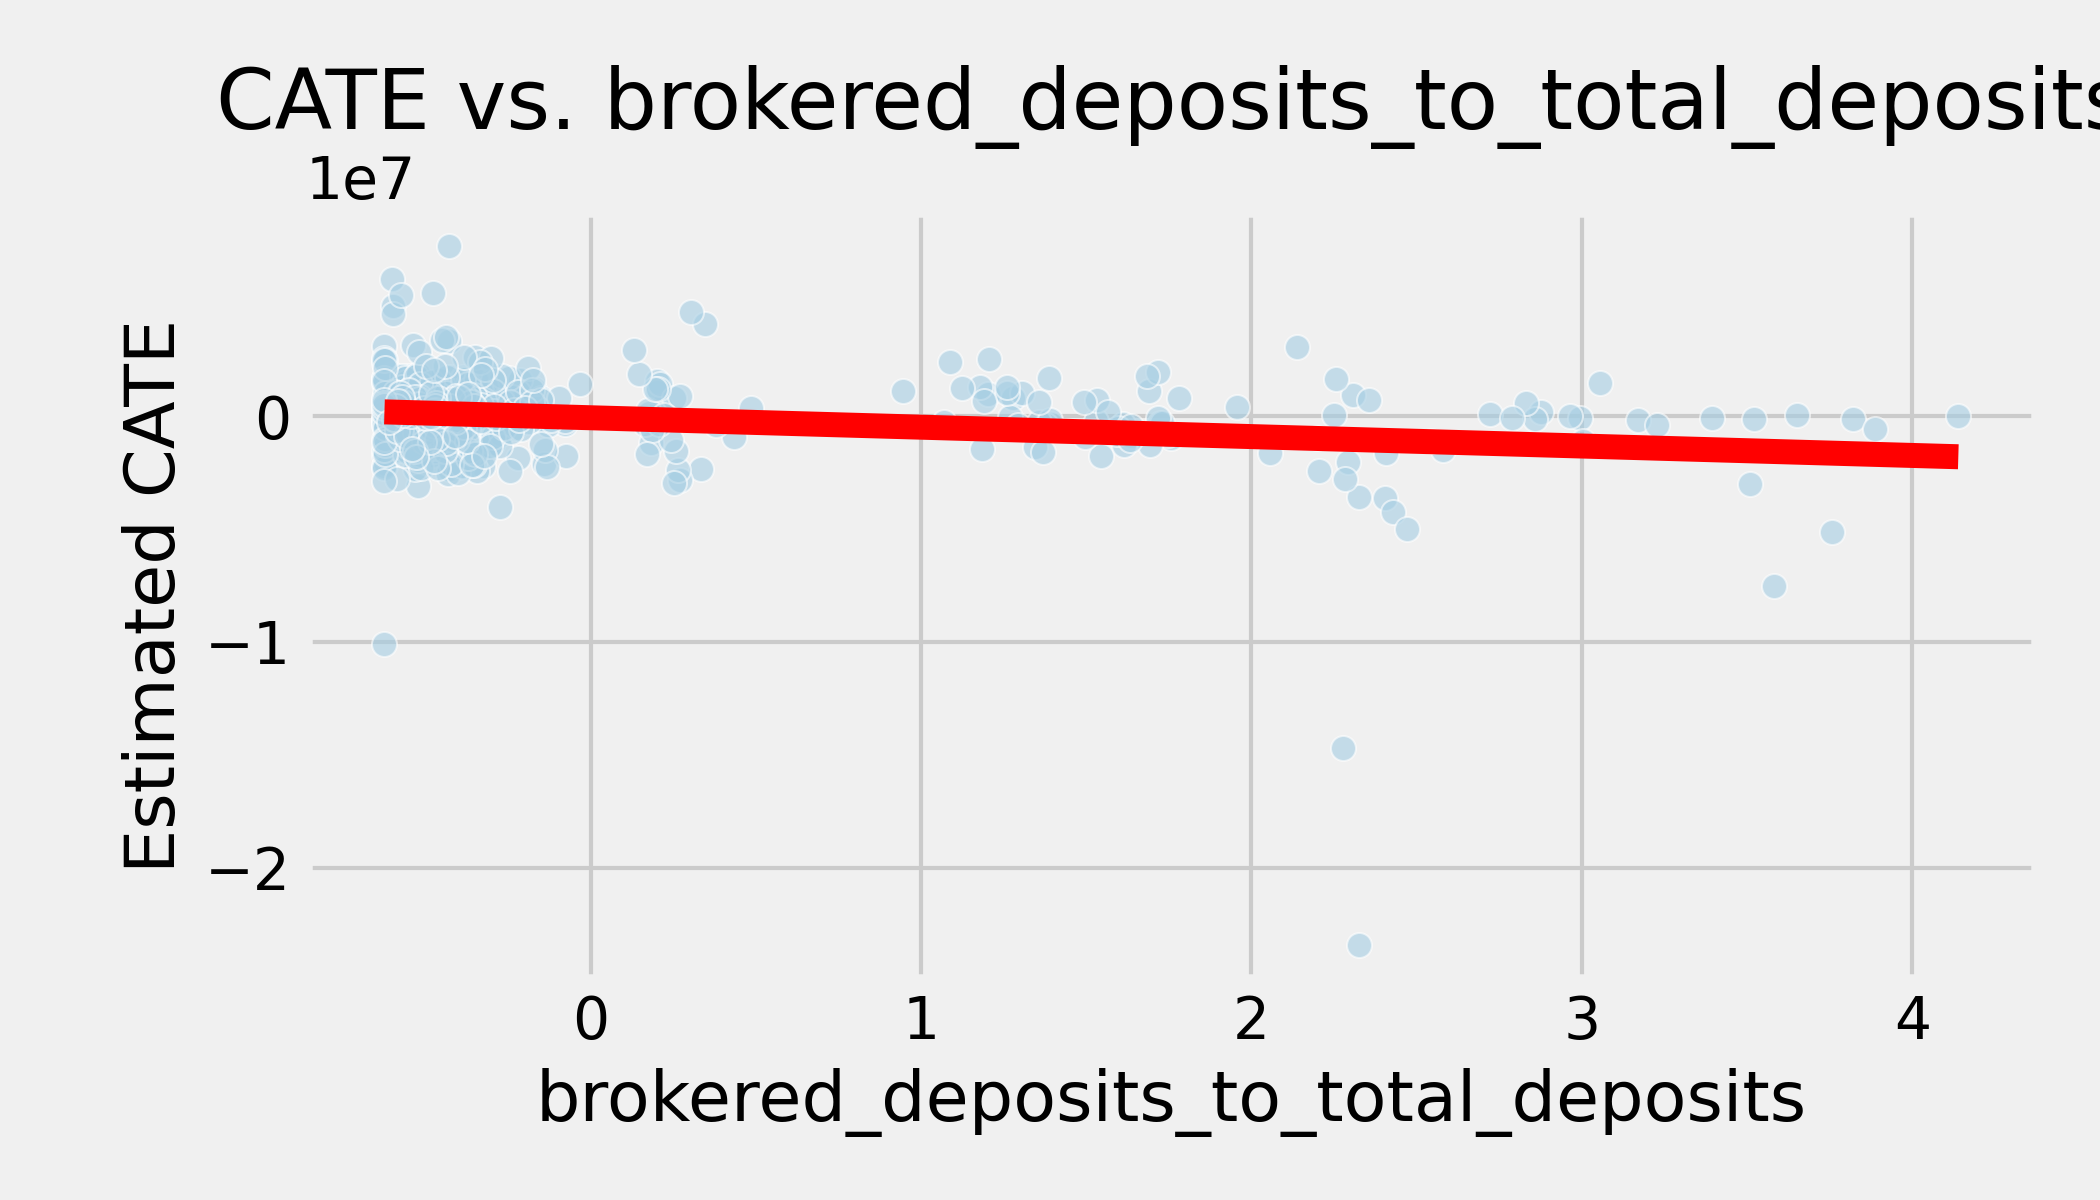 CATE vs. brokered_deposits_to_total_deposits
1e7
Estimated CATE
0
−1
−2
0 1 2 3 4
brokered_deposits_to_total_deposits